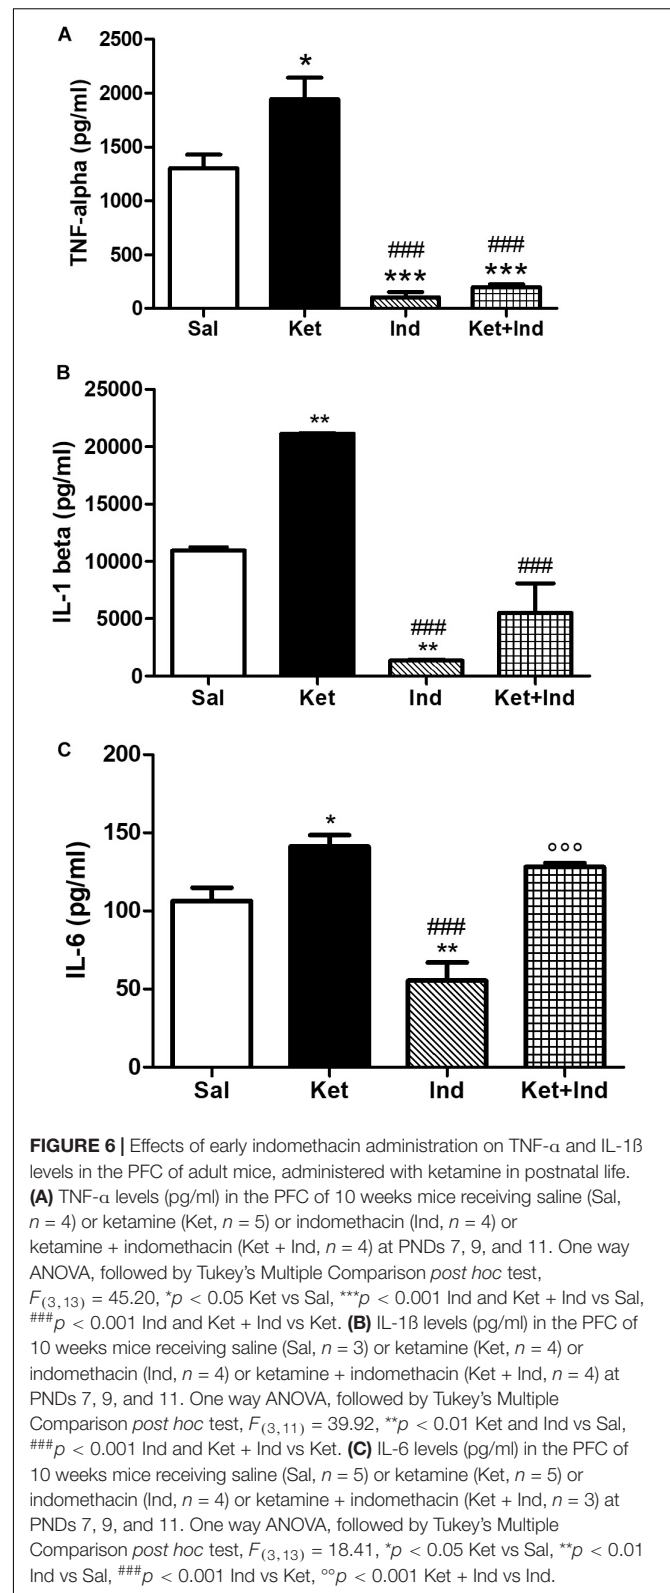 A
2500
2000
1500
1000
500
0
TNF-alpha (pg/ml)
*
###
***
###
***
Sal Ket Ind Ket+Ind
B
25000
20000
15000
10000
5000
0
IL-1 beta (pg/ml)
**
###
**
###
Sal Ket Ind Ket+Ind
C
200
150
100
50
0
IL-6 (pg/ml)
*
###
**
°°°
Sal Ket Ind Ket+Ind
FIGURE 6 | Effects of early indomethacin administration on TNF-α and IL-1ß
levels in the PFC of adult mice, administered with ketamine in postnatal life.
(A) TNF-α levels (pg/ml) in the PFC of 10 weeks mice receiving saline (Sal,
n = 4) or ketamine (Ket, n = 5) or indomethacin (Ind, n = 4) or
ketamine + indomethacin (Ket + Ind, n = 4) at PNDs 7, 9, and 11. One way
ANOVA, followed by Tukey's Multiple Comparison post hoc test,
F(3,13) = 45.20, *p < 0.05 Ket vs Sal, ***p < 0.001 Ind and Ket + Ind vs Sal,
###p < 0.001 Ind and Ket + Ind vs Ket. (B) IL-1ß levels (pg/ml) in the PFC of
10 weeks mice receiving saline (Sal, n = 3) or ketamine (Ket, n = 4) or
indomethacin (Ind, n = 4) or ketamine + indomethacin (Ket + Ind, n = 4) at
PNDs 7, 9, and 11. One way ANOVA, followed by Tukey's Multiple
Comparison post hoc test, F(3,11) = 39.92, **p < 0.01 Ket and Ind vs Sal,
###p < 0.001 Ind and Ket + Ind vs Ket. (C) IL-6 levels (pg/ml) in the PFC of
10 weeks mice receiving saline (Sal, n = 5) or ketamine (Ket, n = 5) or
indomethacin (Ind, n = 4) or ketamine + indomethacin (Ket + Ind, n = 3) at
PNDs 7, 9, and 11. One way ANOVA, followed by Tukey's Multiple
Comparison post hoc test, F(3,13) = 18.41, *p < 0.05 Ket vs Sal, **p < 0.01
Ind vs Sal, ###p < 0.001 Ind vs Ket, °°p < 0.001 Ket + Ind vs Ind.